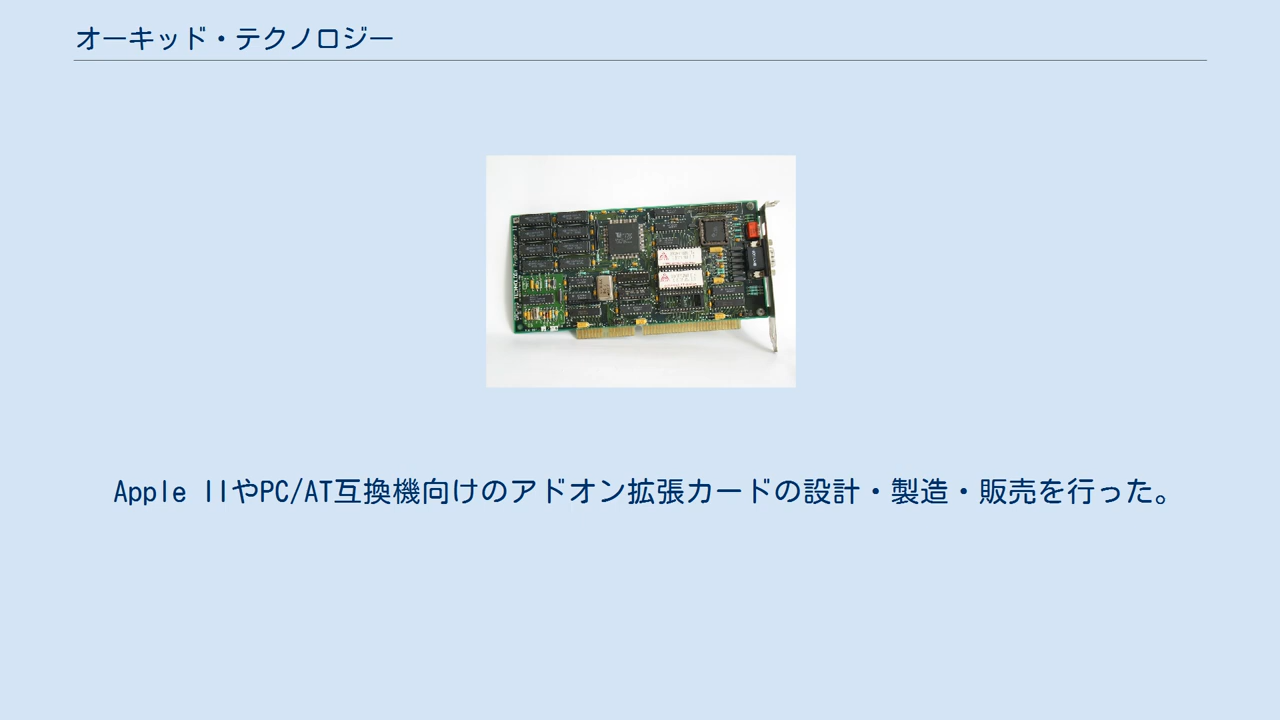 オーキッド・テクノロジー
Apple IIやPC/AT互換機向けのアドオン拡張カードの設計・製造・販売を行った。